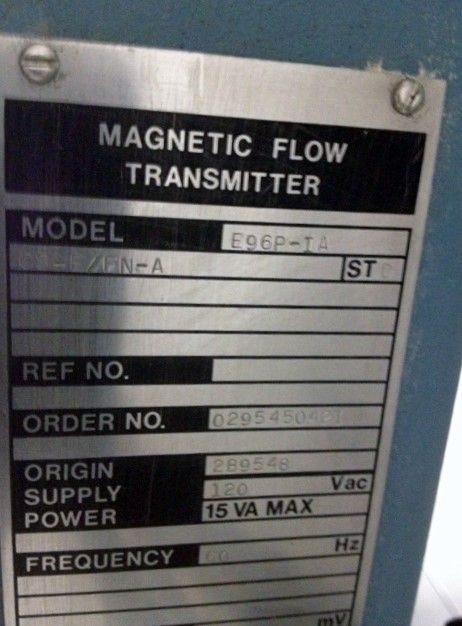 MAGNETIC FLOW
TRANSMITTER
MODEL E96P-IA
N-A ST
REF NO.
ORDER NO.
ORIGIN 289548
SUPPLY 120 Vac
POWER 15 VA MAX
FREQUENCY 60 Hz
mV